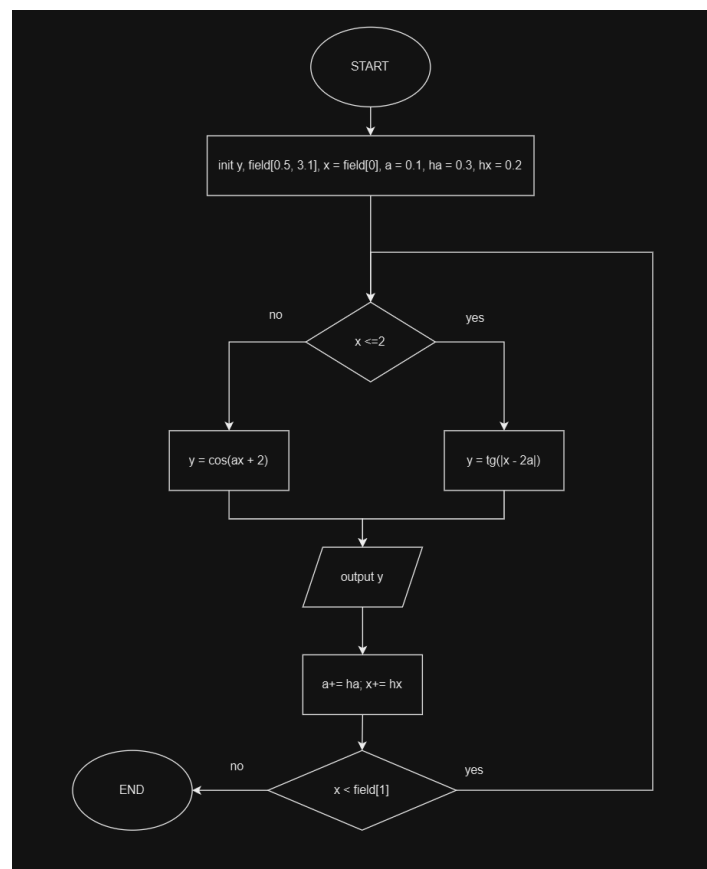 START
init y, field[0.5, 3.1], x = field[0], a = 0.1, ha = 0.3, hx = 0.2
no
yes
x <=2
y = cos(ax + 2)
y = tg(|x - 2a|)
output y
a+= ha; x+= hx
no
yes
END
x < field[1]